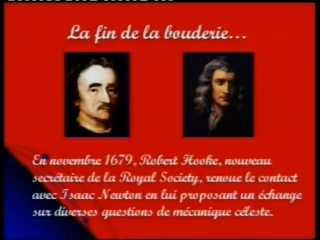 La fin de la bouderie...
En novembre 1679, Robert Hooke, nouveau
secrétaire de la Royal Society, renoue le contact
avec Isaac Newton en lui proposant un échange
sur diverses questions de mécanique céleste.